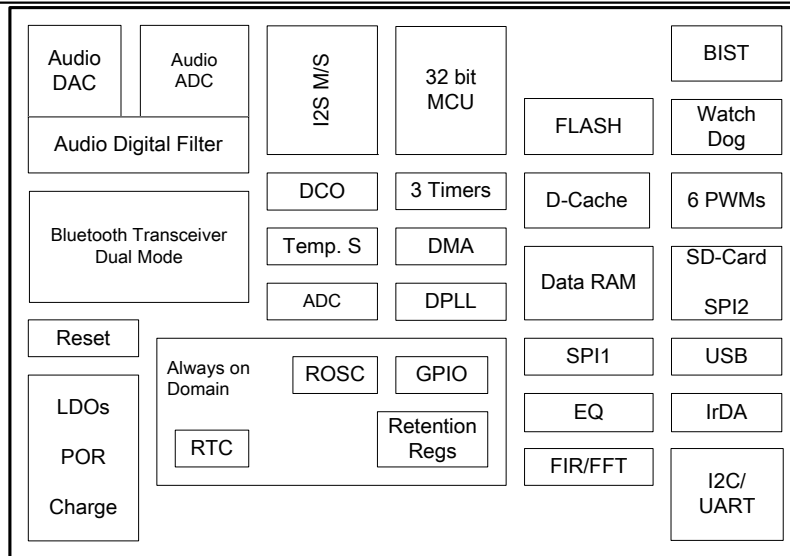 Audio
DAC
Audio
ADC
Audio Digital Filter
I2S M/S
32 bit
MCU
BIST
FLASH
Watch
Dog
DCO
3 Timers
D-Cache
6 PWMs
Bluetooth Transceiver
Dual Mode
Temp. S
DMA
Data RAM
SD-Card
SPI2
ADC
DPLL
Reset
Always on
Domain
ROSC
GPIO
SPI1
USB
LDOs
POR
Charge
RTC
Retention
Regs
EQ
IrDA
FIR/FFT
I2C/
UART